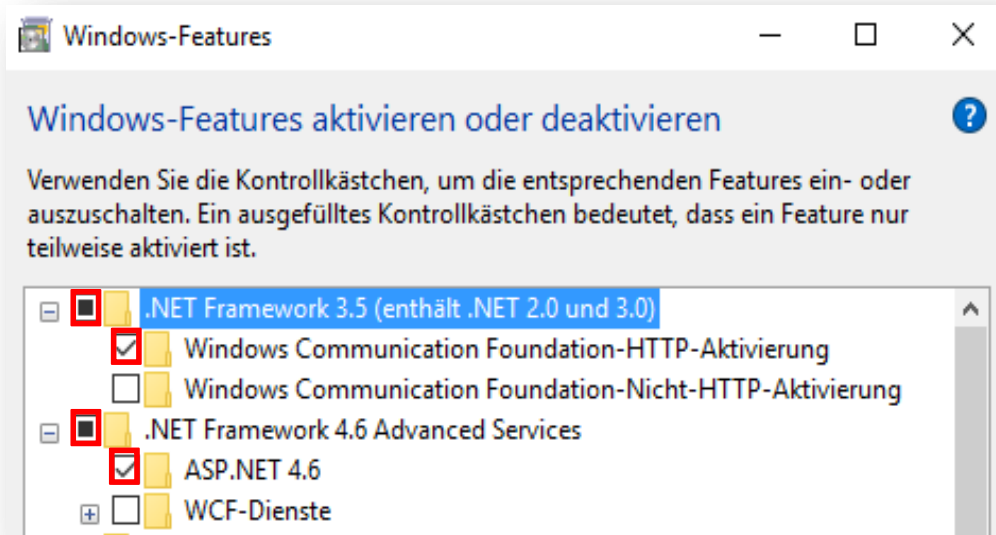 Windows-Features
Windows-Features aktivieren oder deaktivieren
Verwenden Sie die Kontrollkästchen, um die entsprechenden Features ein- oder
auszuschalten. Ein ausgefülltes Kontrollkästchen bedeutet, dass ein Feature nur
teilweise aktiviert ist.
.NET Framework 3.5 (enthält .NET 2.0 und 3.0)
Windows Communication Foundation-HTTP-Aktivierung
Windows Communication Foundation-Nicht-HTTP-Aktivierung
.NET Framework 4.6 Advanced Services
ASP.NET 4.6
WCF-Dienste